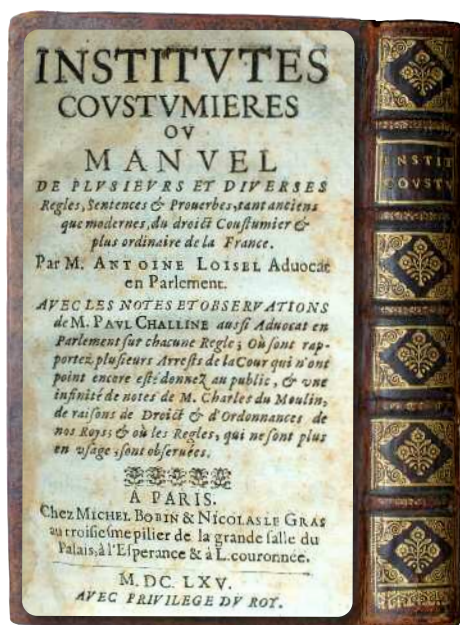 INSTITVTES
COVSTVMIERES
OV
MANVEL
DE PLVSIEVRS ET DIVERSES
Regles, Sentences & Prouerbes, tant anciens
que modernes, du droict Couſtumier &
plus ordinaire de la France.
Par M. ANTOINE LOISEL Aduocat
en Parlement.
AVEC LES NOTES ET OBSERVATIONS
de M. PAVL CHALLINE auſſi Aduocat en
Parlement ſur chacune Regle; Où ſont rap-
portez pluſieurs Arreſts de la Cour qui n'ont
point encore eſté donnez au public, & vne
infinité de notes de M. Charles du Moulin,
de raiſons de Droict & d'Ordonnances de
nos Roys; & où les Regles, qui ne ſont plus
en vſage, ſont obſeruées.
A PARIS.
Chez MICHEL BOBIN & NICOLAS LE GRAS
au troiſieſme pilier de la grande ſalle du
Palais, à l'Eſperance & à L. couronnée.
M. DC. LXV.
AVEC PRIVILEGE DV ROY.
INSTIT
COVSTV